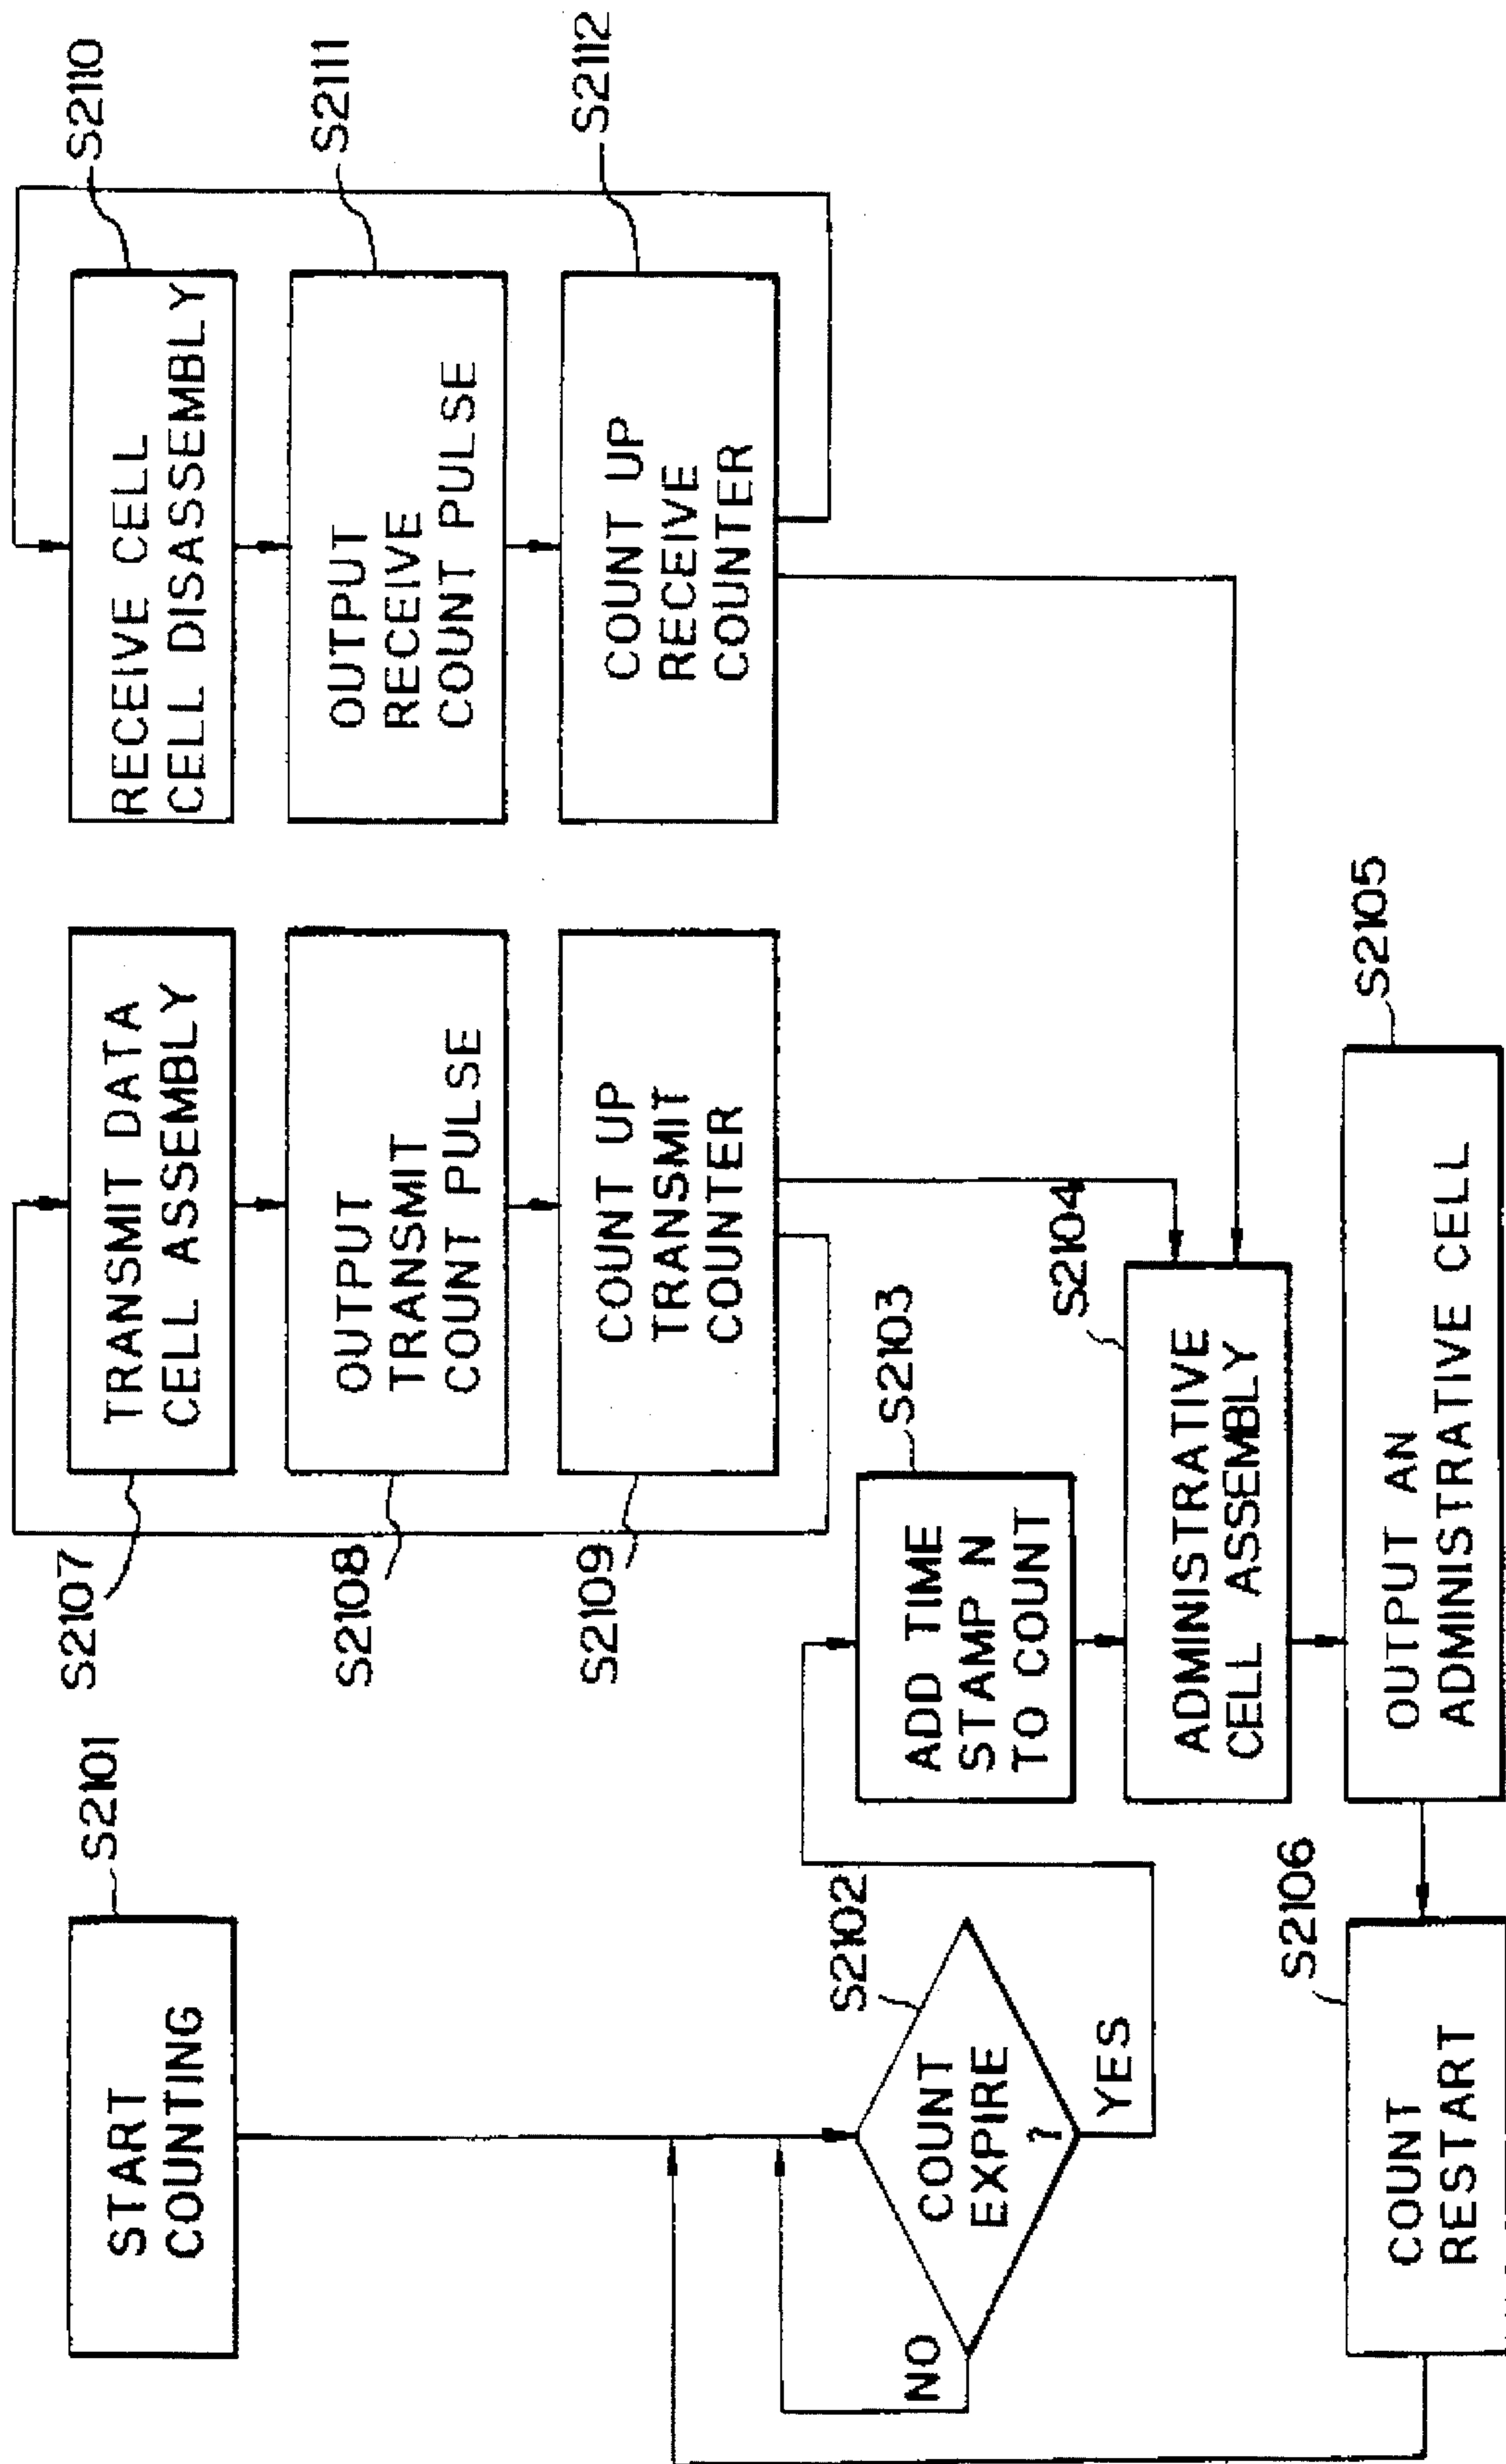 S2101
START
COUNTING
S2102
COUNT
EXPIRE
?
NO
YES
S2103
ADD TIME
STAMP N
TO COUNT
S2104
ADMINISTRATIVE
CELL ASSEMBLY
S2105
OUTPUT AN
ADMINISTRATIVE CELL
S2106
COUNT
RESTART
S2107
TRANSMIT DATA
CELL ASSEMBLY
S2108
OUTPUT
TRANSMIT
COUNT PULSE
S2109
COUNT UP
TRANSMIT
COUNTER
S2110
RECEIVE CELL
CELL DISASSEMBLY
S2111
OUTPUT
RECEIVE
COUNT PULSE
S2112
COUNT UP
RECEIVE
COUNTER